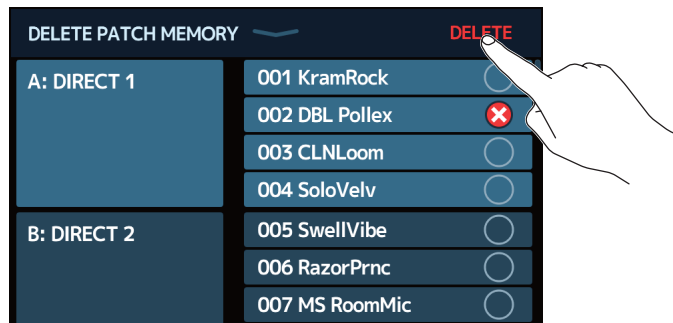 DELETE PATCH MEMORY DELETE
A: DIRECT 1
001 KramRock
002 DBL Pollex
003 CLNLoom
004 SoloVelv
B: DIRECT 2
005 SwellVibe
006 RazorPrnc
007 MS RoomMic